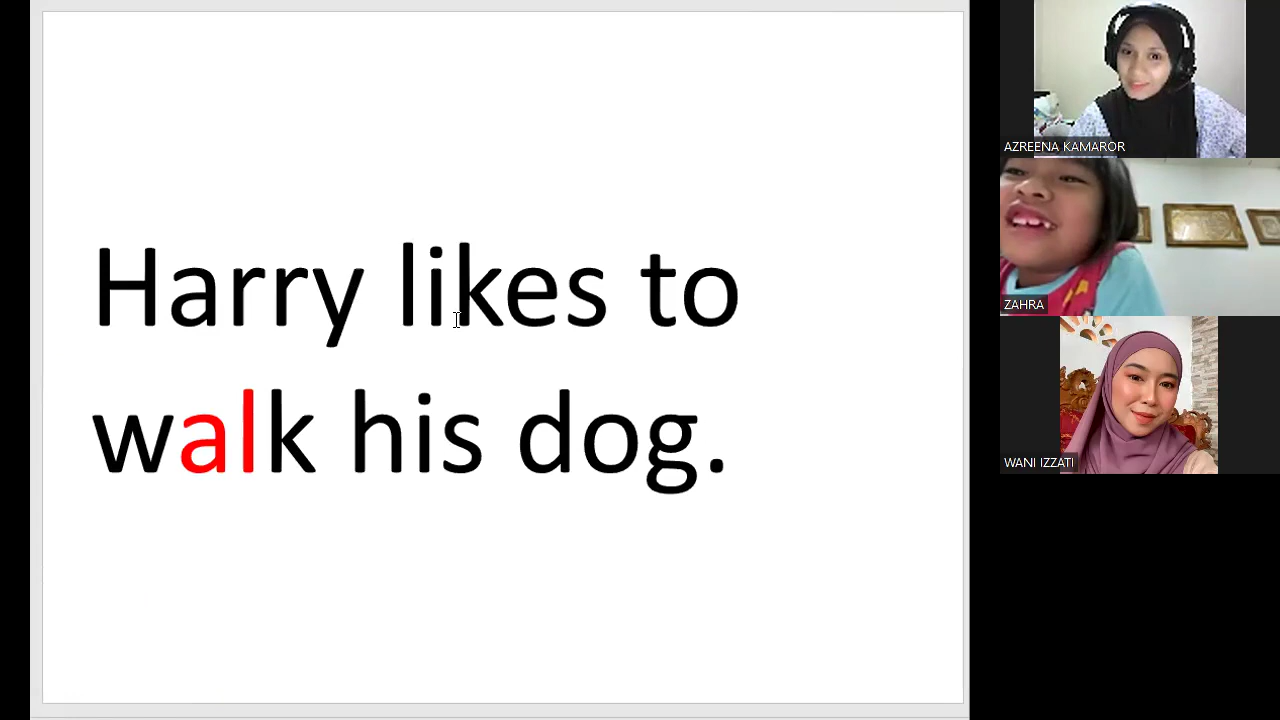 Harry likes to
walk his dog.
AZREENA KAMAROR
ZAHRA
WANI IZZATI